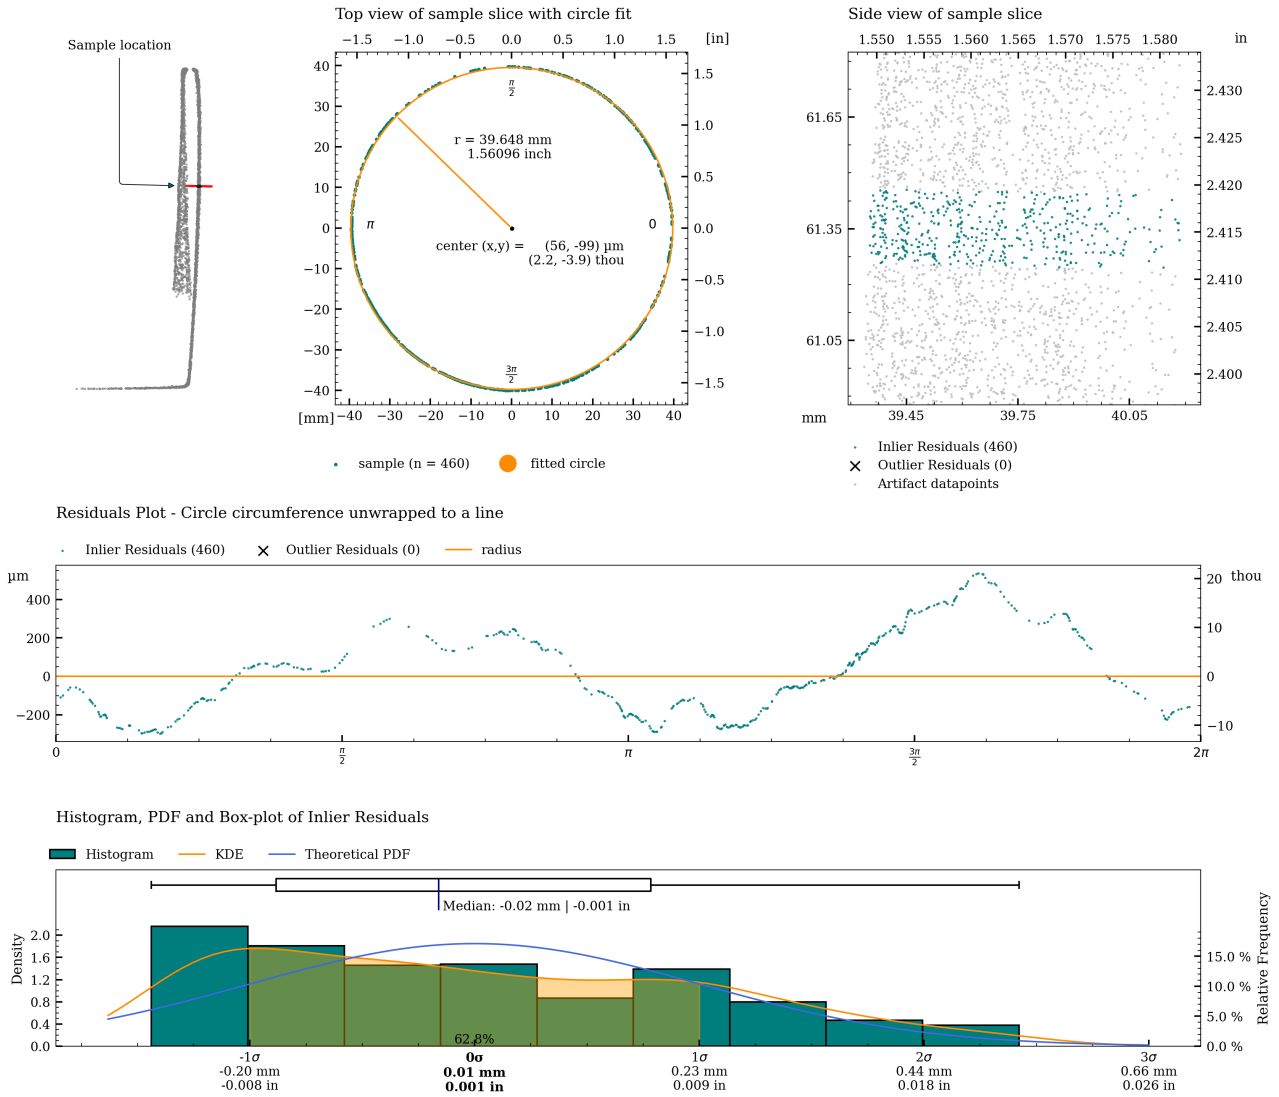 Sample location
Top view of sample slice with circle fit
−1.5 −1.0 −0.5 0.0 0.5 1.0 1.5 [in]
40
30
20
10
0
−10
−20
−30
−40
1.5
1.0
0.5
0.0
−0.5
−1.0
−1.5
π/2
r = 39.648 mm
1.56096 inch
π
0
center (x,y) = (56, -99) µm
(2.2, -3.9) thou
3π/2
[mm] −40 −30 −20 −10 0 10 20 30 40
sample (n = 460) fitted circle
Side view of sample slice
1.550 1.555 1.560 1.565 1.570 1.575 1.580 in
61.65
61.35
61.05
2.430
2.425
2.420
2.415
2.410
2.405
2.400
mm 39.45 39.75 40.05
Inlier Residuals (460)
Outlier Residuals (0)
Artifact datapoints
Residuals Plot - Circle circumference unwrapped to a line
Inlier Residuals (460) Outlier Residuals (0) radius
µm
400
200
0
−200
20 thou
10
0
−10
0 π/2 π 3π/2 2π
Histogram, PDF and Box-plot of Inlier Residuals
Histogram KDE Theoretical PDF
Median: -0.02 mm | -0.001 in
Density
2.0
1.6
1.2
0.8
0.4
0.0
Relative Frequency
15.0 %
10.0 %
5.0 %
0.0 %
62.8%
-1σ 0σ 1σ 2σ 3σ
-0.20 mm 0.01 mm 0.23 mm 0.44 mm 0.66 mm
-0.008 in 0.001 in 0.009 in 0.018 in 0.026 in